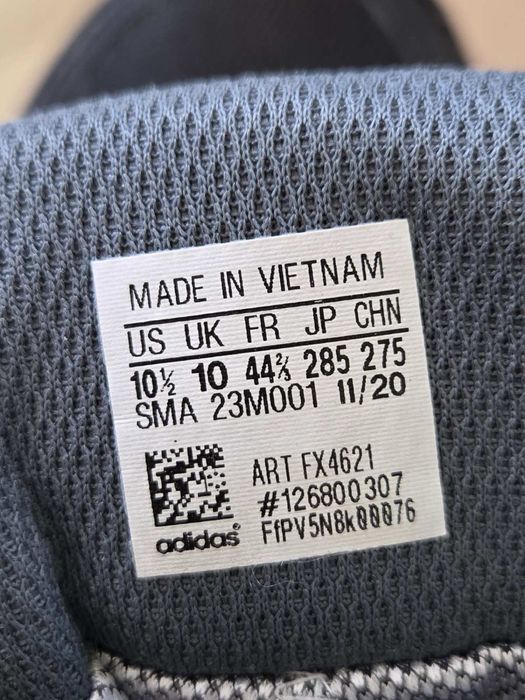 MADE IN VIETNAM
US UK FR JP CHN
10½ 10 44⅔ 285 275
SMA 23M001 11/20
ART FX4621
#126800307
FfPV5N8k00076
adidas®